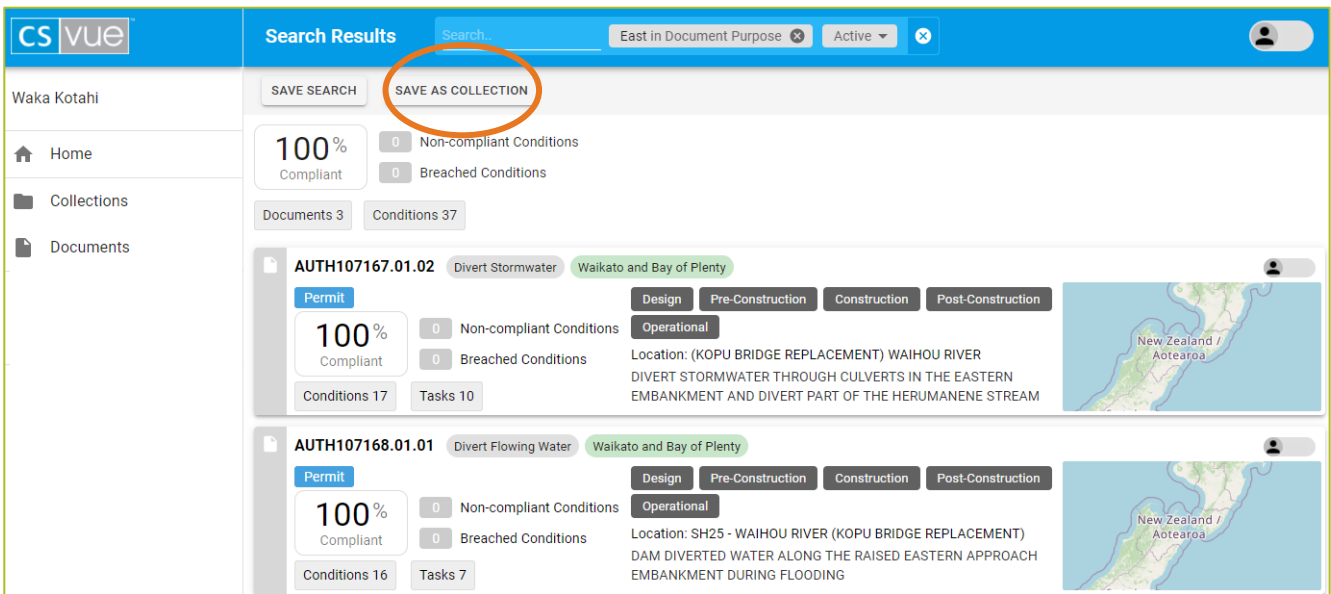 CS VUE™
Search Results
Search..
East in Document Purpose
Active
Waka Kotahi
SAVE SEARCH
SAVE AS COLLECTION
Home
Collections
Documents
100%
Compliant
0 Non-compliant Conditions
0 Breached Conditions
Documents 3
Conditions 37
AUTH107167.01.02
Divert Stormwater
Waikato and Bay of Plenty
Permit
100%
Compliant
0 Non-compliant Conditions
0 Breached Conditions
Conditions 17
Tasks 10
Design
Pre-Construction
Construction
Post-Construction
Operational
Location: (KOPU BRIDGE REPLACEMENT) WAIHOU RIVER
DIVERT STORMWATER THROUGH CULVERTS IN THE EASTERN
EMBANKMENT AND DIVERT PART OF THE HERUMANENE STREAM
New Zealand /
Aotearoa
AUTH107168.01.01
Divert Flowing Water
Waikato and Bay of Plenty
Permit
100%
Compliant
0 Non-compliant Conditions
0 Breached Conditions
Conditions 16
Tasks 7
Design
Pre-Construction
Construction
Post-Construction
Operational
Location: SH25 - WAIHOU RIVER (KOPU BRIDGE REPLACEMENT)
DAM DIVERTED WATER ALONG THE RAISED EASTERN APPROACH
EMBANKMENT DURING FLOODING
New Zealand /
Aotearoa